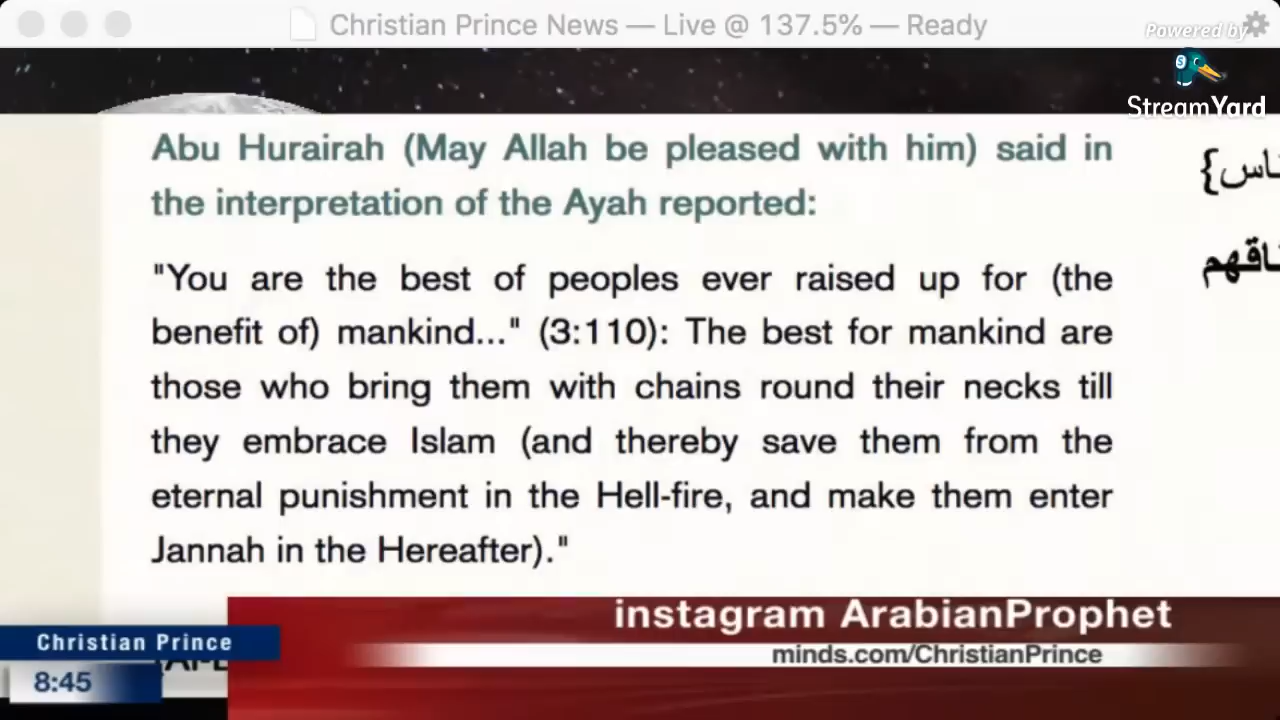 Christian Prince News — Live @ 137.5% — Ready
Powered by
StreamYard
Abu Hurairah (May Allah be pleased with him) said in
the interpretation of the Ayah reported:
"You are the best of peoples ever raised up for (the
benefit of) mankind..." (3:110): The best for mankind are
those who bring them with chains round their necks till
they embrace Islam (and thereby save them from the
eternal punishment in the Hell-fire, and make them enter
Jannah in the Hereafter)."
instagram ArabianProphet
minds.com/ChristianPrince
Christian Prince
8:45